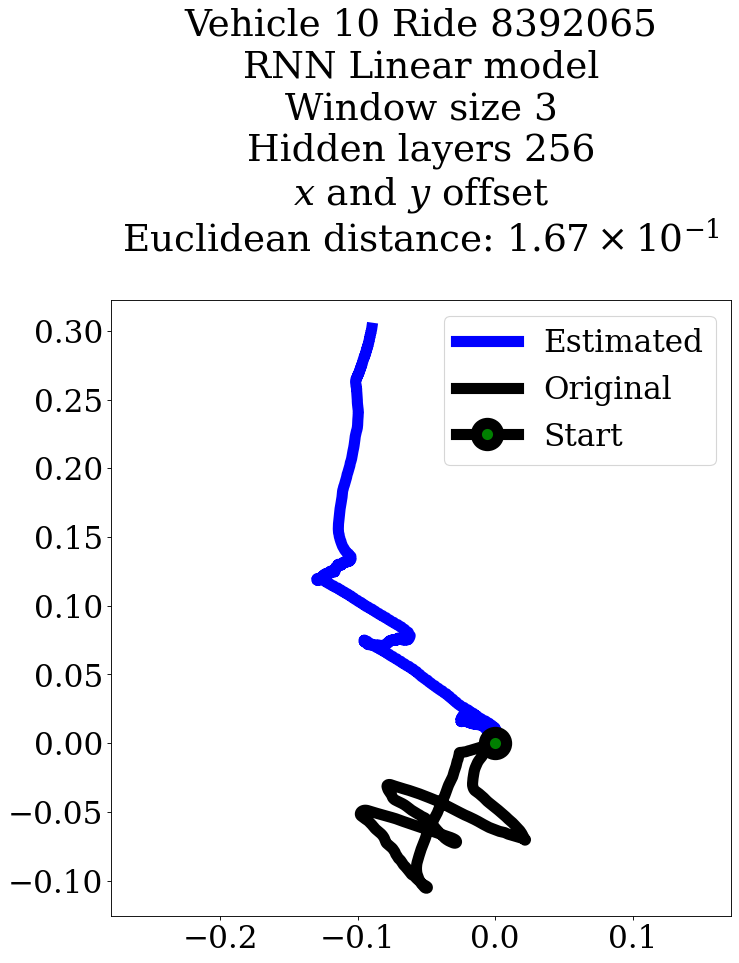 Vehicle 10 Ride 8392065
RNN Linear model
Window size 3
Hidden layers 256
x and y offset
Euclidean distance: 1.67 × 10⁻¹
Estimated
Original
Start
0.30
0.25
0.20
0.15
0.10
0.05
0.00
−0.05
−0.10
−0.2 −0.1 0.0 0.1